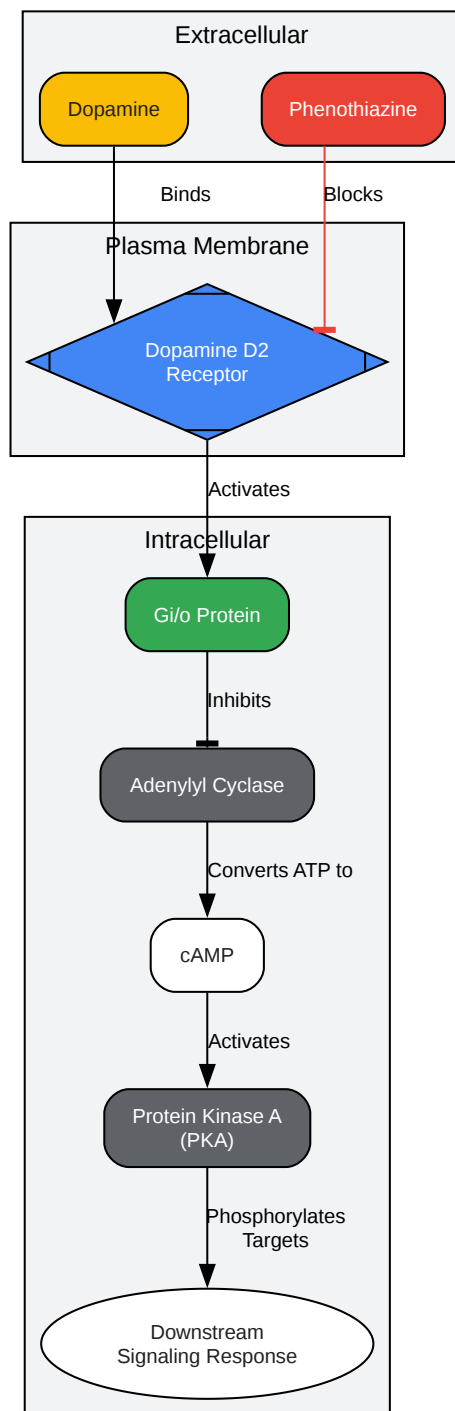 Extracellular
Dopamine
Phenothiazine
Binds
Blocks
Plasma Membrane
Dopamine D2
Receptor
Activates
Intracellular
Gi/o Protein
Inhibits
Adenylyl Cyclase
Converts ATP to
cAMP
Activates
Protein Kinase A
(PKA)
Phosphorylates
Targets
Downstream
Signaling Response